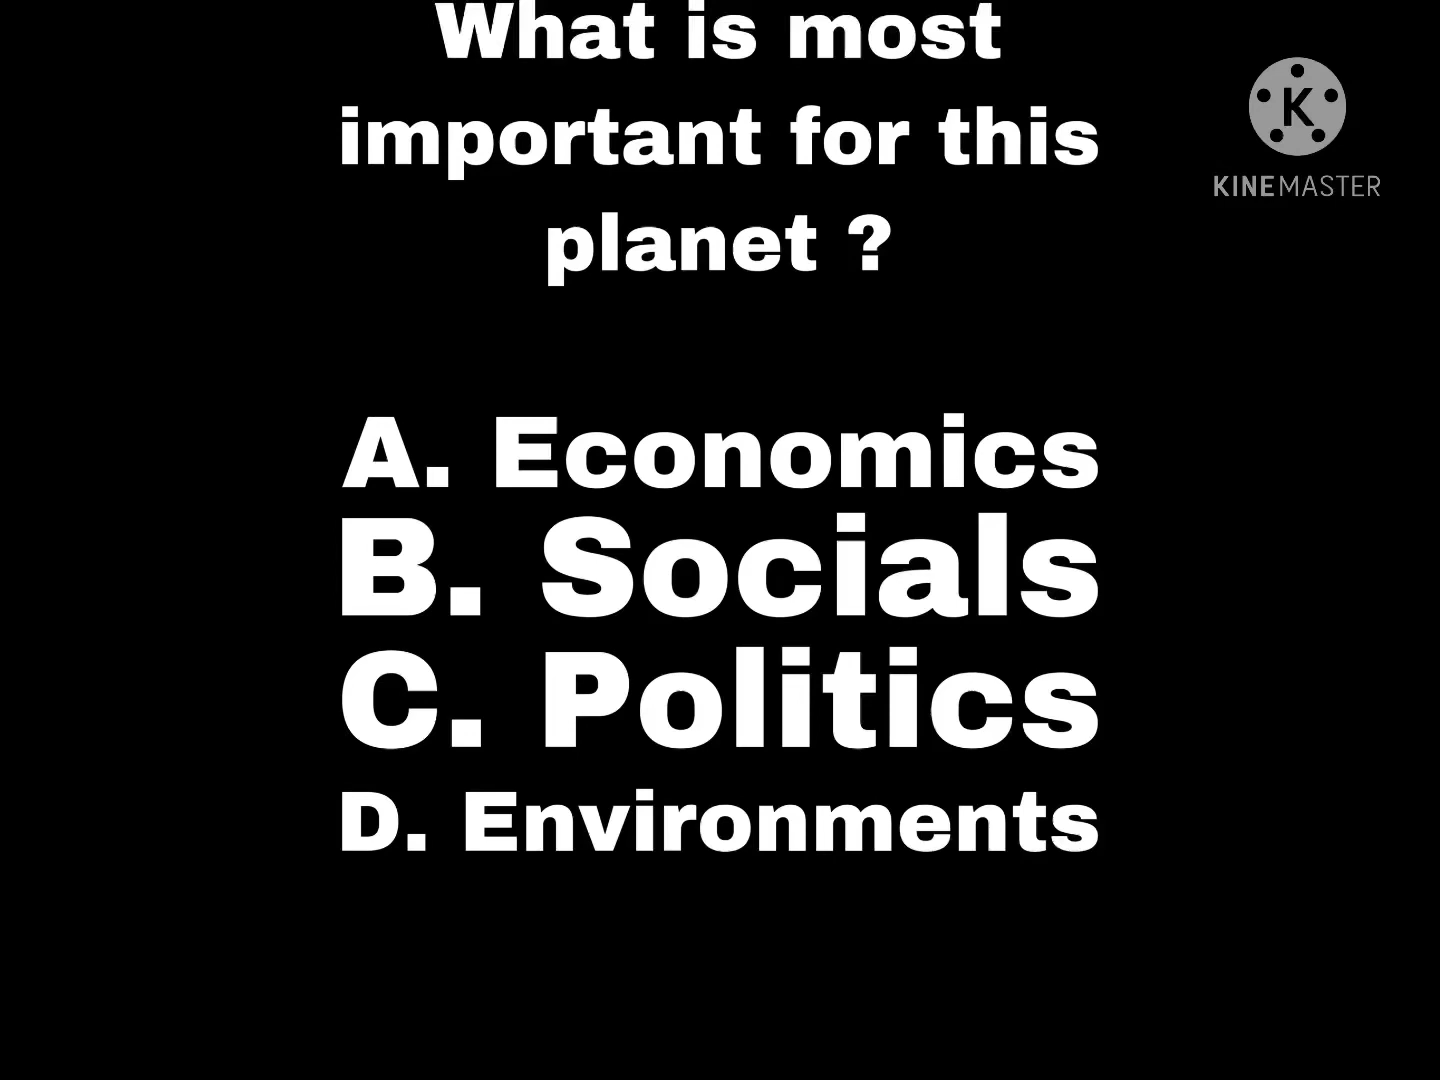 What is most
important for this
planet ?
KINEMASTER
A. Economics
B. Socials
C. Politics
D. Environments